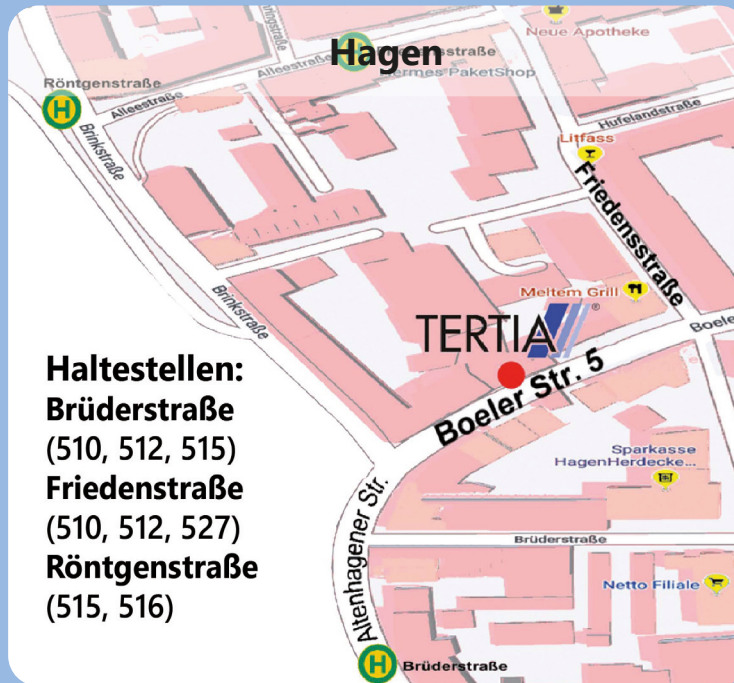 Hagen
Neue Apotheke
Alleestraße
Hermes PaketShop
Röntgenstraße
H
Alleestraße
Hufelandstraße
Brinkstraße
Litfass
Friedensstraße
Meltem Grill
Brinkstraße
TERTIA ®
Boeler
Boeler Str. 5
Haltestellen:
Brüderstraße
(510, 512, 515)
Friedenstraße
(510, 512, 527)
Röntgenstraße
(515, 516)
Sparkasse
HagenHerdecke...
Altenhagener Str.
Brüderstraße
Netto Filiale
H
Brüderstraße